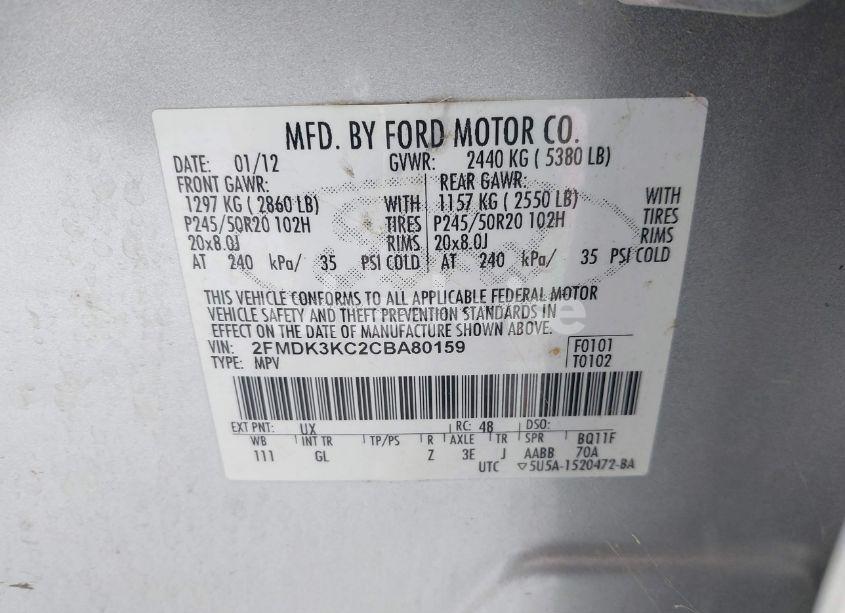 MFD. BY FORD MOTOR CO.
DATE: 01/12 GVWR: 2440 KG ( 5380 LB)
FRONT GAWR: REAR GAWR:
1297 KG ( 2860 LB) WITH 1157 KG ( 2550 LB) WITH
P245/50R20 102H TIRES P245/50R20 102H TIRES
20x8.0J RIMS 20x8.0J RIMS
AT 240 kPa/ 35 PSI COLD AT 240 kPa/ 35 PSI COLD
THIS VEHICLE CONFORMS TO ALL APPLICABLE FEDERAL MOTOR
VEHICLE SAFETY AND THEFT PREVENTION STANDARDS IN
EFFECT ON THE DATE OF MANUFACTURE SHOWN ABOVE.
VIN: 2FMDK3KC2CBA80159 F0101
TYPE: MPV T0102
EXT PNT: UX RC: 48 DSO:
WB INT TR TP/PS R AXLE TR SPR BQ11F
111 GL Z 3E J AABB 70A
UTC ▽5U5A-1520472-BA